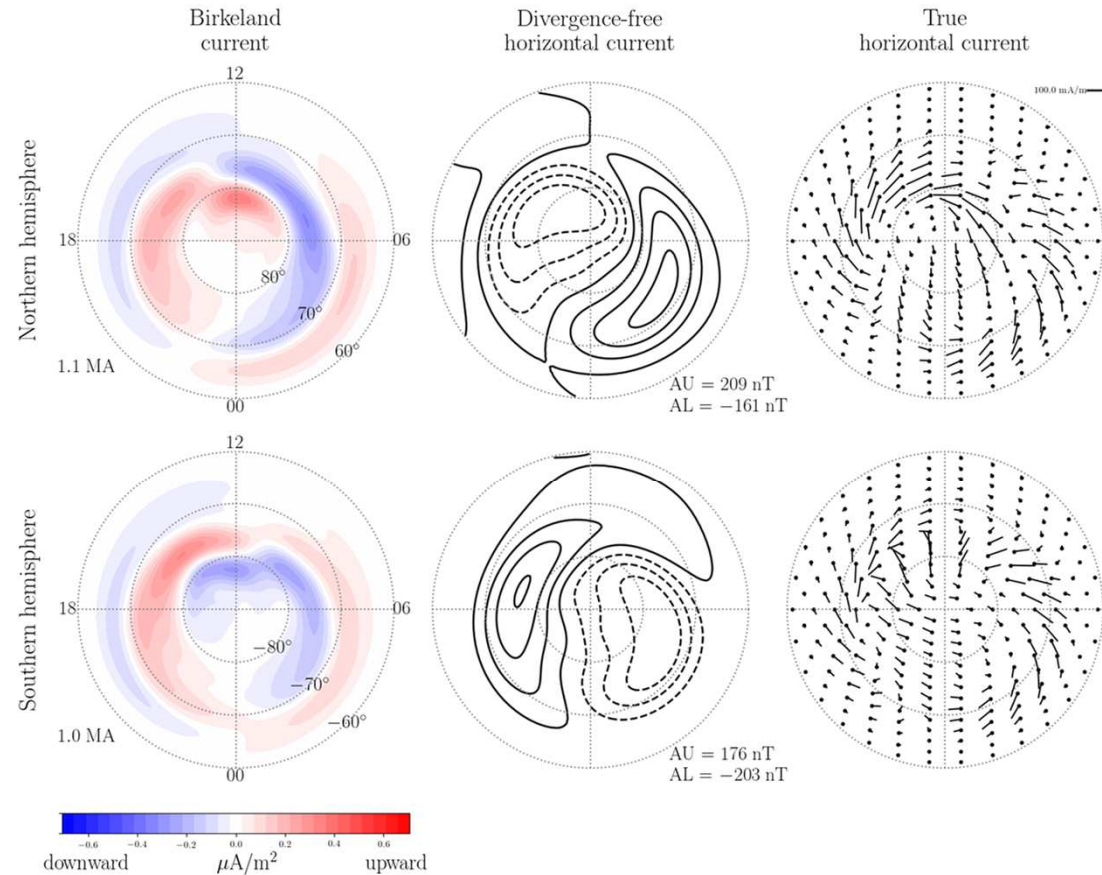 Birkeland
current
Divergence-free
horizontal current
True
horizontal current
Northern hemisphere
12
18
06
80°
70°
60°
00
1.1 MA
AU = 209 nT
AL = −161 nT
100.0 mA/m
Southern hemisphere
12
18
06
−80°
−70°
−60°
00
1.0 MA
AU = 176 nT
AL = −203 nT
−0.6 −0.4 −0.2 0.0 0.2 0.4 0.6
downward μA/m² upward